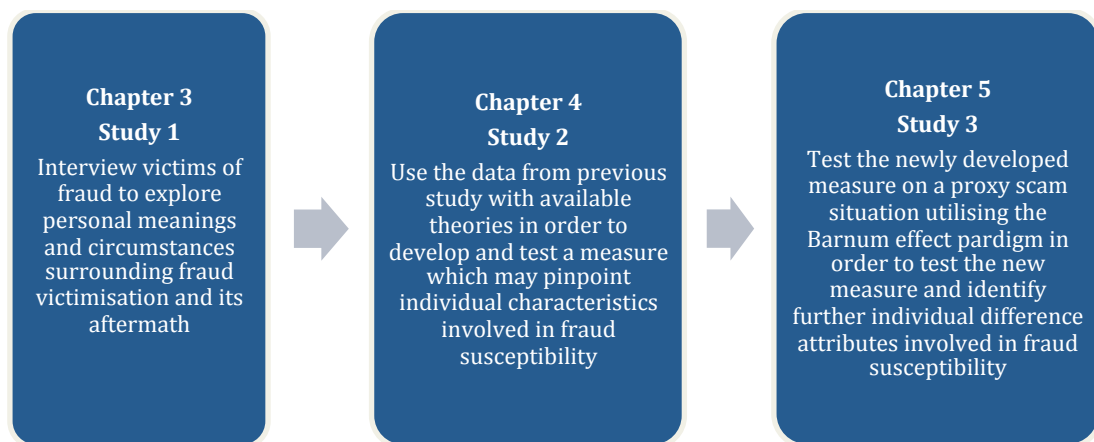 Chapter 3
Study 1
Interview victims of
fraud to explore
personal meanings
and circumstances
surrounding fraud
victimisation and its
aftermath
Chapter 4
Study 2
Use the data from previous
study with available
theories in order to
develop and test a measure
which may pinpoint
individual characteristics
involved in fraud
susceptibility
Chapter 5
Study 3
Test the newly developed
measure on a proxy scam
situation utilising the
Barnum effect pardigm in
order to test the new
measure and identify
further individual difference
attributes involved in fraud
susceptibility